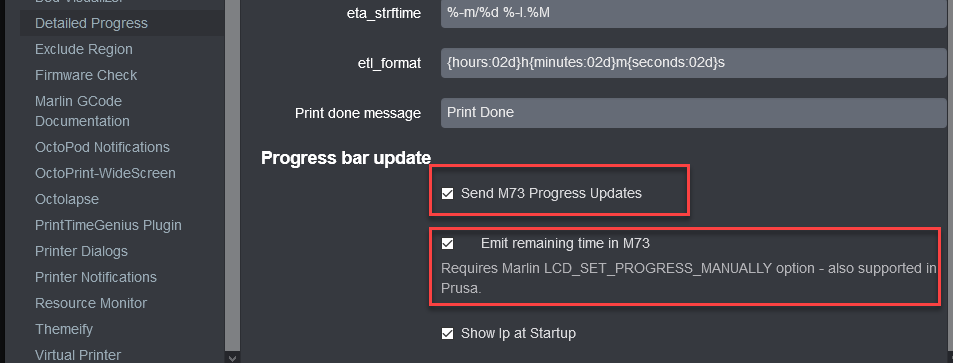 Bed Visualizer
Detailed Progress
Exclude Region
Firmware Check
Marlin GCode
Documentation
OctoPod Notifications
OctoPrint-WideScreen
Octolapse
PrintTimeGenius Plugin
Printer Dialogs
Printer Notifications
Resource Monitor
Themeify
Virtual Printer
eta_strftime
%-m/%d %-I.%M
etl_format
{hours:02d}h{minutes:02d}m{seconds:02d}s
Print done message
Print Done
Progress bar update
Send M73 Progress Updates
Emit remaining time in M73
Requires Marlin LCD_SET_PROGRESS_MANUALLY option - also supported in
Prusa.
Show Ip at Startup